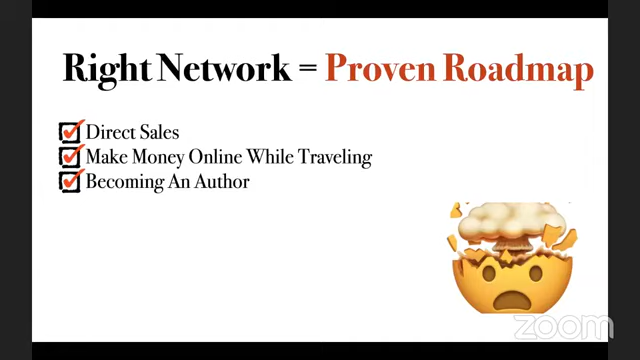 Right Network = Proven Roadmap
Direct Sales
Make Money Online While Traveling
Becoming An Author
zoom